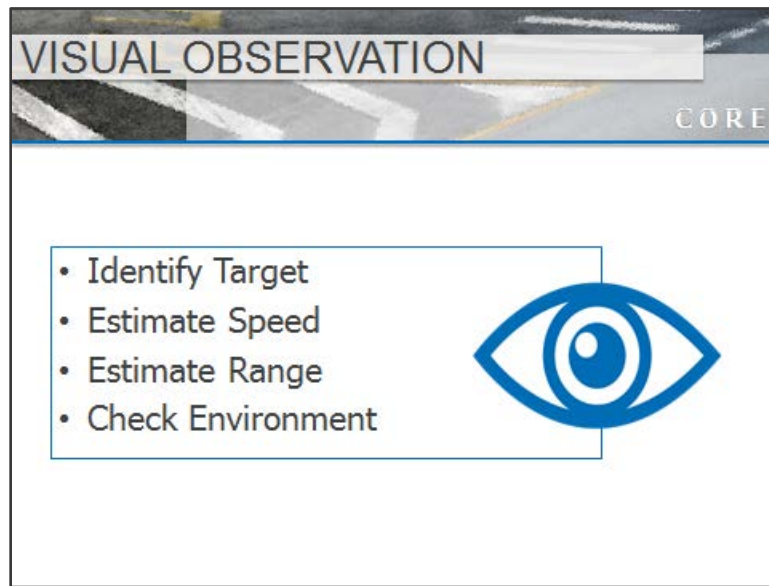 VISUAL OBSERVATION
CORE
• Identify Target
• Estimate Speed
• Estimate Range
• Check Environment